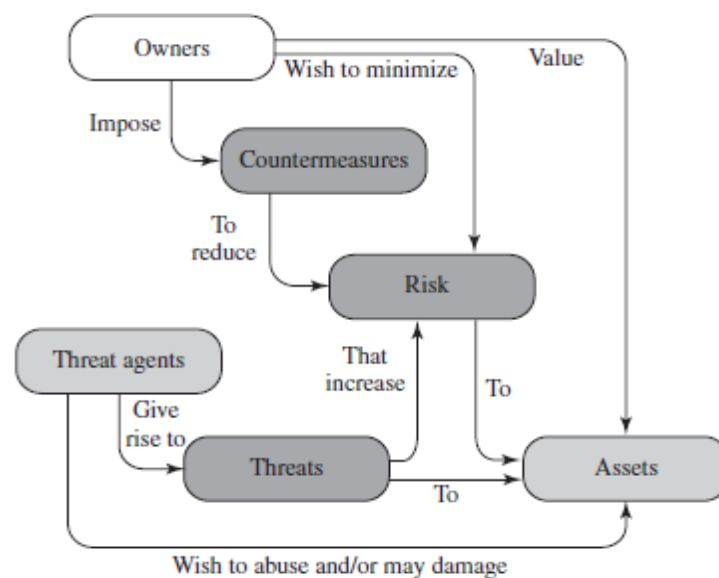 Owners
Wish to minimize
Value
Impose
Countermeasures
To
reduce
Risk
Threat agents
That
increase
To
Give
rise to
Threats
To
Assets
Wish to abuse and/or may damage